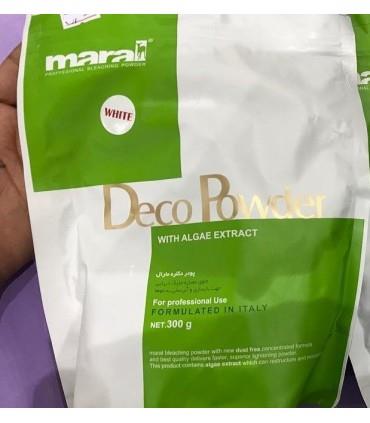 maral
PROFESSIONAL BLEACHING POWDER
WHITE
Deco Powder
WITH ALGAE EXTRACT
پودر دکلره مارال
For professional Use
FORMULATED IN ITALY
NET.300 g
maral bleaching powder with new dust free concentrated formula
and best quality delivers faster, superior lightening powder.
This product contains algae extract which can restructure and